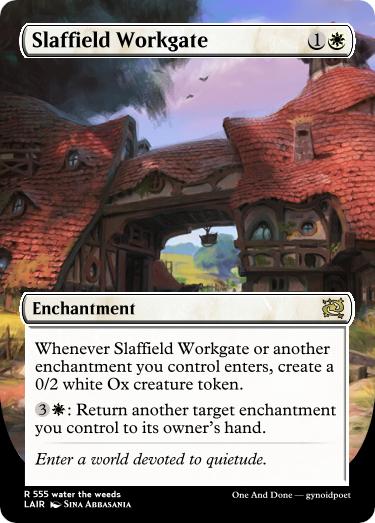 Slaffield Workgate 1
Enchantment
Whenever Slaffield Workgate or another
enchantment you control enters, create a
0/2 white Ox creature token.
3: Return another target enchantment
you control to its owner's hand.
Enter a world devoted to quietude.
R 555 water the weeds
One And Done — gynoidpoet
LAIR Sina Abbasania